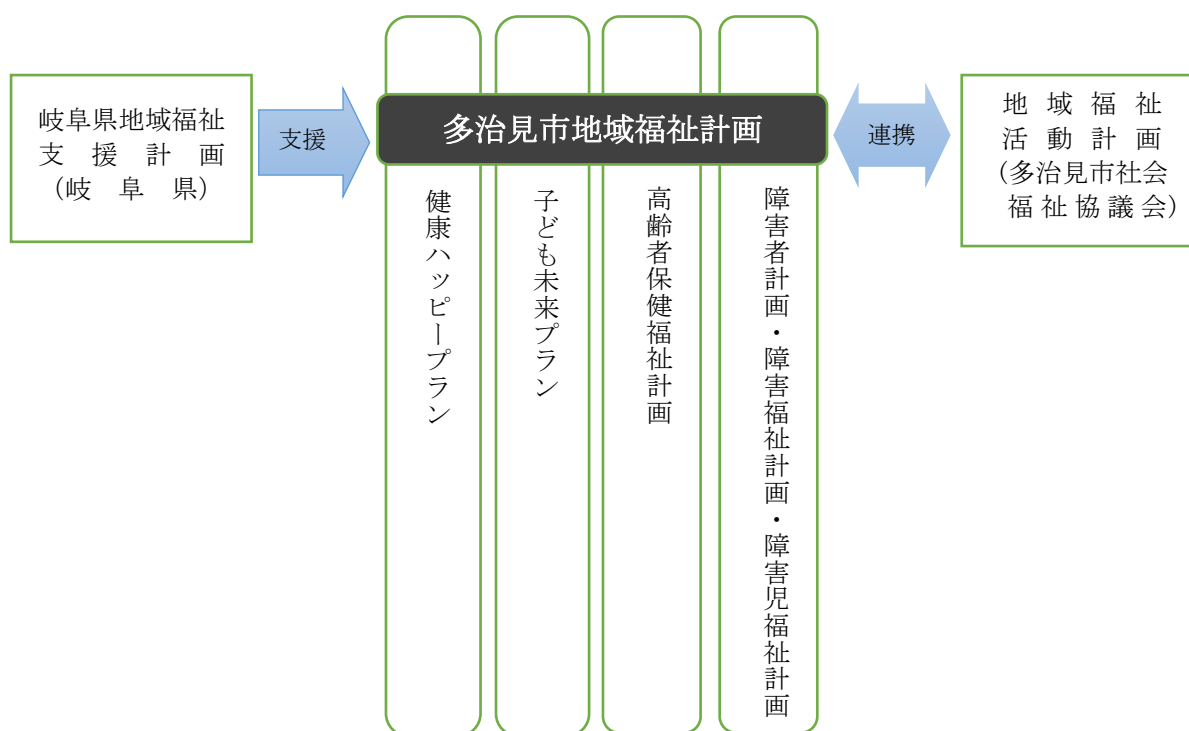 岐阜県地域福祉
支援計画
(岐阜県)
支援
多治見市地域福祉計画
連携
地域福祉
活動計画
(多治見市社会
福祉協議会)
健康ハッピープラン
子ども未来プラン
高齢者保健福祉計画
障害者計画・障害福祉計画・障害児福祉計画